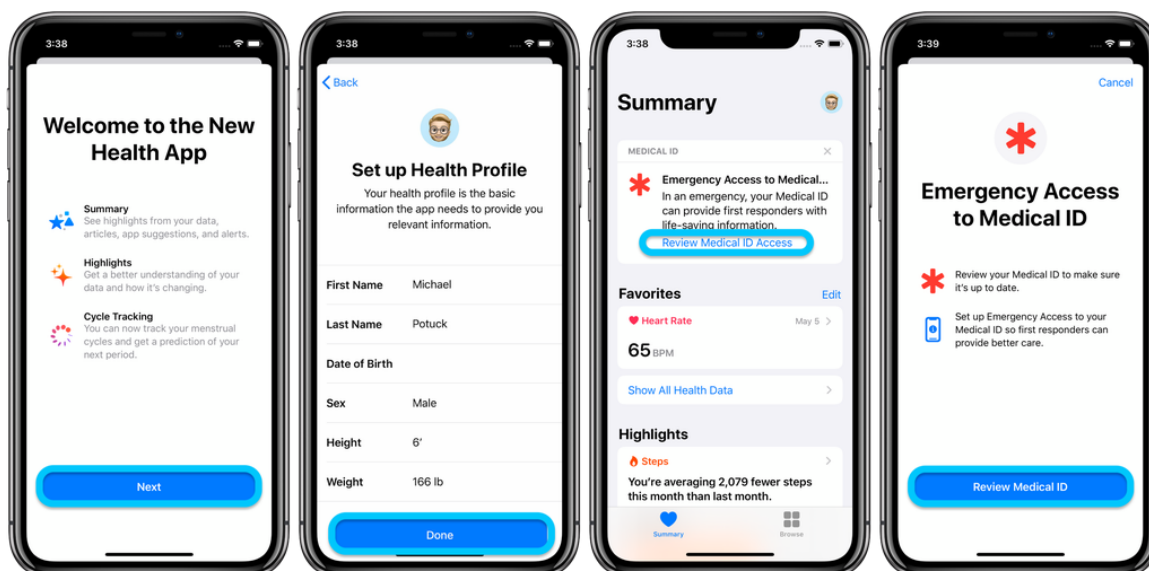 3:38
Welcome to the New
Health App
Summary
See highlights from your data,
articles, app suggestions, and alerts.
Highlights
Get a better understanding of your
data and how it's changing.
Cycle Tracking
You can now track your menstrual
cycles and get a prediction of your
next period.
Next
3:38
Back
Set up Health Profile
Your health profile is the basic
information the app needs to provide you
relevant information.
First Name Michael
Last Name Potuck
Date of Birth
Sex Male
Height 6'
Weight 166 lb
Done
3:38
Summary
MEDICAL ID
Emergency Access to Medical...
In an emergency, your Medical ID
can provide first responders with
life-saving information.
Review Medical ID Access
Favorites Edit
Heart Rate May 5
65 BPM
Show All Health Data
Highlights
Steps
You're averaging 2,079 fewer steps
this month than last month.
Summary Browse
3:39
Cancel
Emergency Access
to Medical ID
Review your Medical ID to make sure
it's up to date.
Set up Emergency Access to your
Medical ID so first responders can
provide better care.
Review Medical ID